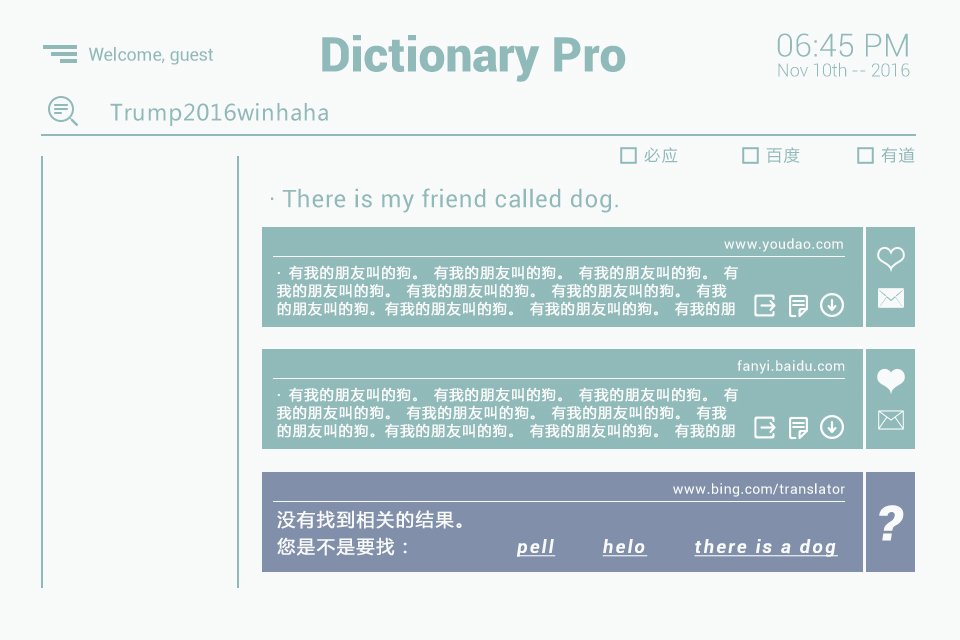 Welcome, guest
Dictionary Pro
06:45 PM
Nov 10th -- 2016
Trump2016winhaha
必应 百度 有道
· There is my friend called dog.
www.youdao.com
· 有我的朋友叫的狗。 有我的朋友叫的狗。 有我的朋友叫的狗。 有
我的朋友叫的狗。 有我的朋友叫的狗。 有我的朋友叫的狗。 有我
的朋友叫的狗。有我的朋友叫的狗。 有我的朋友叫的狗。 有我的朋
fanyi.baidu.com
· 有我的朋友叫的狗。 有我的朋友叫的狗。 有我的朋友叫的狗。 有
我的朋友叫的狗。 有我的朋友叫的狗。 有我的朋友叫的狗。 有我
的朋友叫的狗。有我的朋友叫的狗。 有我的朋友叫的狗。 有我的朋
www.bing.com/translator
没有找到相关的结果。
您是不是要找： pell helo there is a dog
?